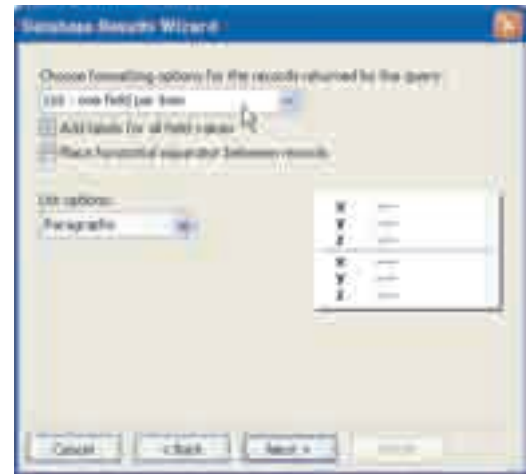 Database Results Wizard
Choose formatting options for the records returned by the query:
List - one field per item
Add labels for all field values
Place horizontal separator between records
List options:
Paragraphs
X ----
Y ----
Z ----
X ----
Y ----
Z ----
Cancel
< Back
Next >